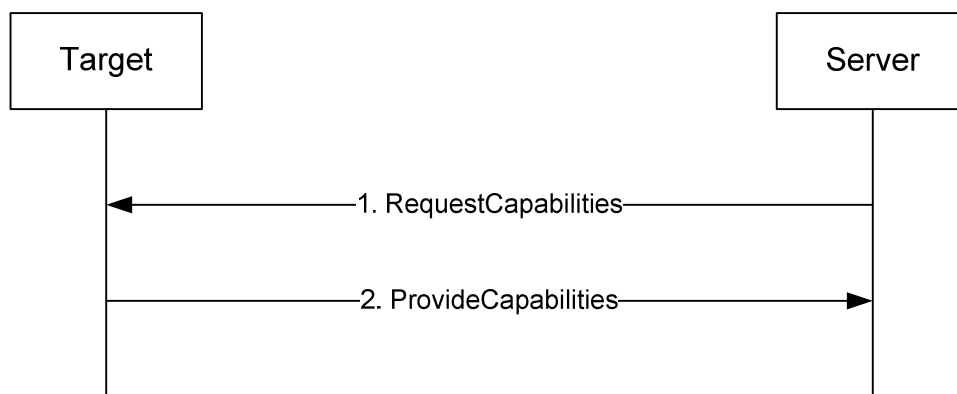 Target
Server
1. RequestCapabilities
2. ProvideCapabilities